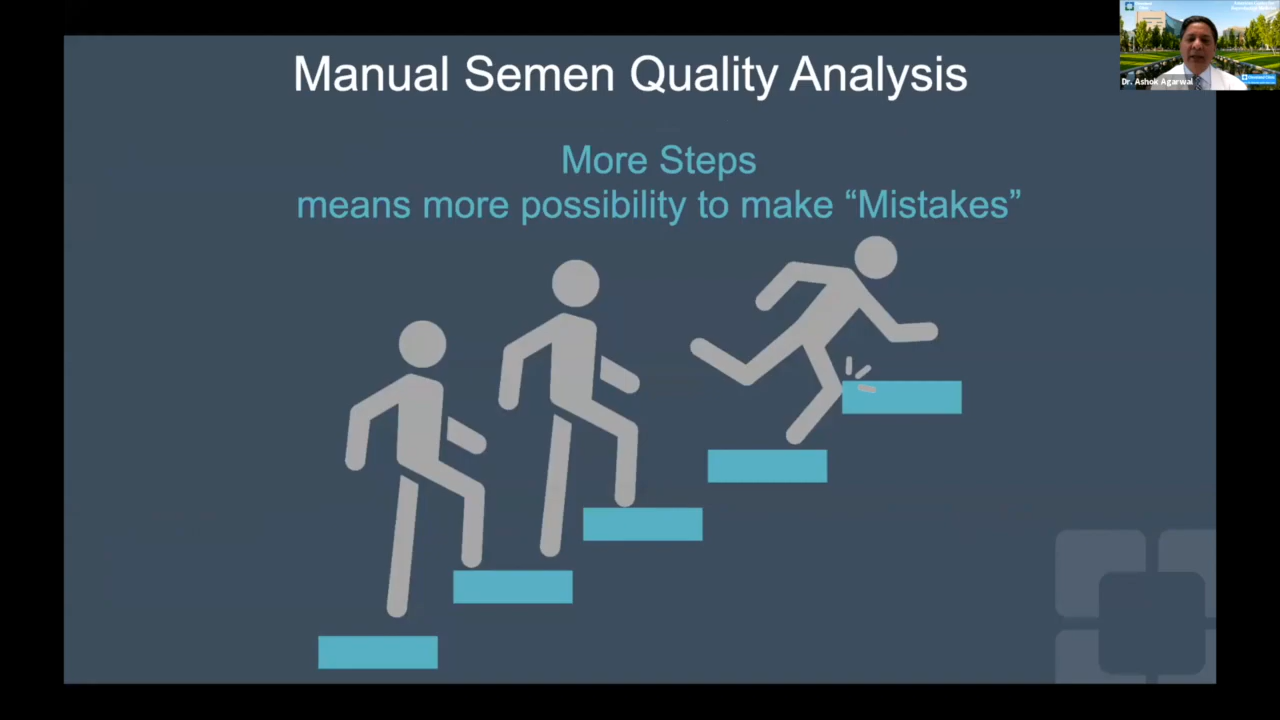 Manual Semen Quality Analysis
More Steps
means more possibility to make “Mistakes”
Dr. Ashok Agarwal